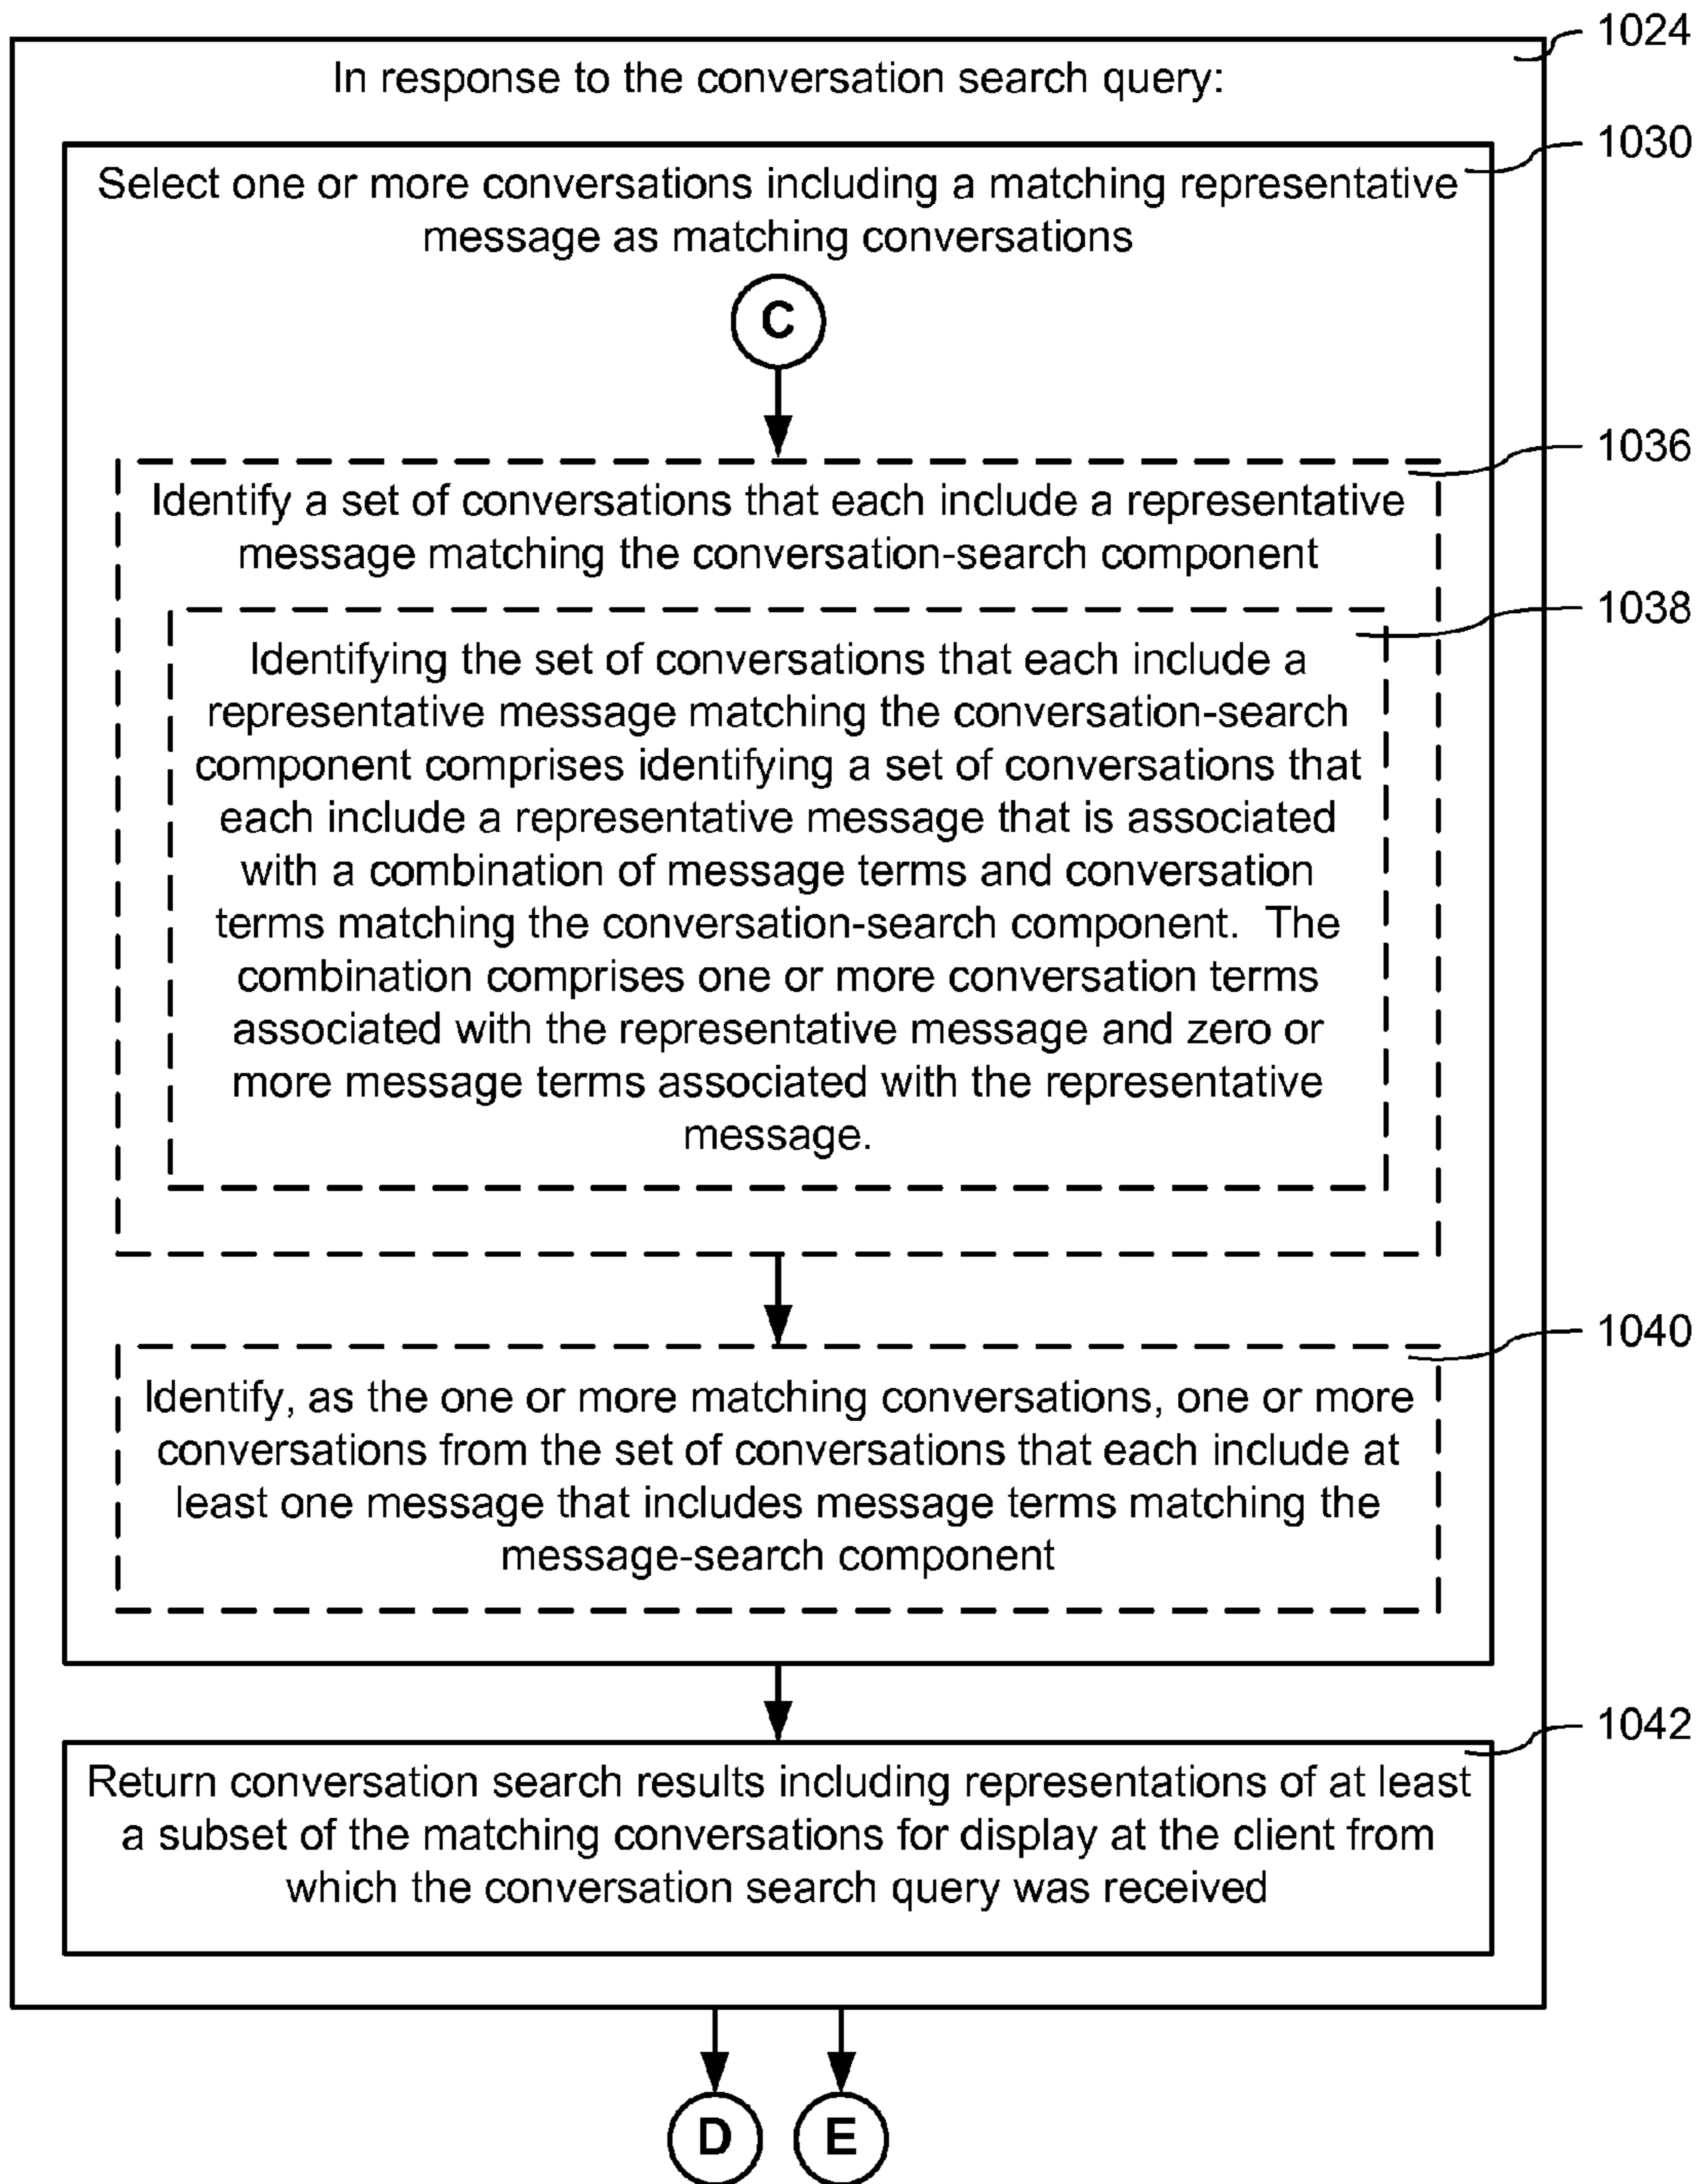 1024
In response to the conversation search query:
1030
Select one or more conversations including a matching representative
message as matching conversations
C
1036
Identify a set of conversations that each include a representative
message matching the conversation-search component
1038
Identifying the set of conversations that each include a
representative message matching the conversation-search
component comprises identifying a set of conversations that
each include a representative message that is associated
with a combination of message terms and conversation
terms matching the conversation-search component.  The
combination comprises one or more conversation terms
associated with the representative message and zero or
more message terms associated with the representative
message.
1040
Identify, as the one or more matching conversations, one or more
conversations from the set of conversations that each include at
least one message that includes message terms matching the
message-search component
1042
Return conversation search results including representations of at least
a subset of the matching conversations for display at the client from
which the conversation search query was received
D E